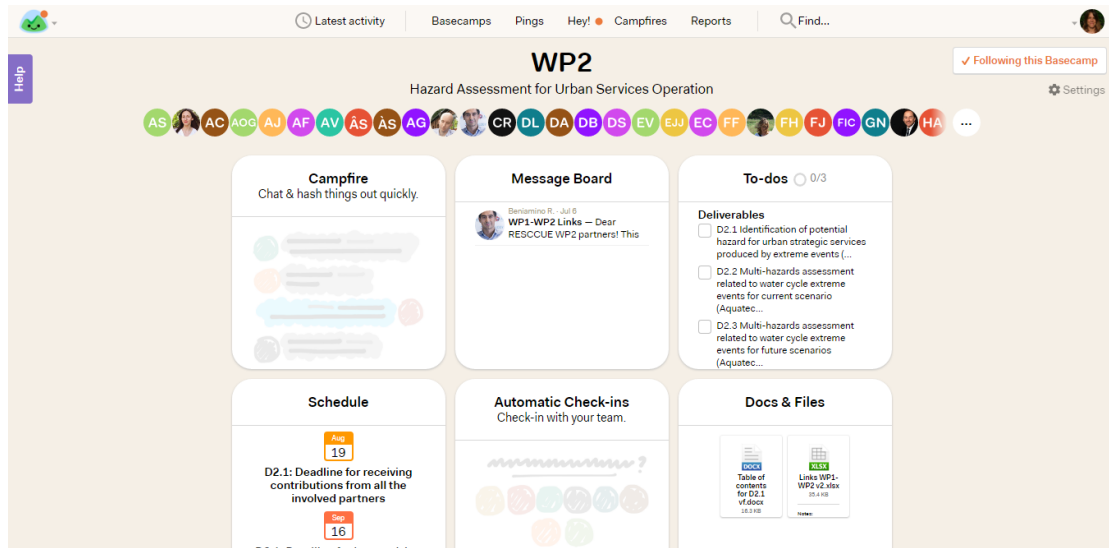 Latest activity
Basecamps
Pings
Hey!
Campfires
Reports
Find...
Help
WP2
✓ Following this Basecamp
Hazard Assessment for Urban Services Operation
Settings
AS AC AOG AJ AF AV ÂS ÀS AG CR DL DA DB DS EV EJJ EC FF FH FJ FIC GN HA ...
Campfire
Chat & hash things out quickly.
Message Board
Beniamino R. - Jul 6
WP1-WP2 Links — Dear
RESCCUE WP2 partners! This
To-dos 0/3
Deliverables
D2.1 Identification of potential
hazard for urban strategic services
produced by extreme events (...
D2.2 Multi-hazards assessment
related to water cycle extreme
events for current scenario
(Aquatec...
D2.3 Multi-hazards assessment
related to water cycle extreme
events for future scenarios
(Aquatec...
Schedule
Aug
19
D2.1: Deadline for receiving
contributions from all the
involved partners
Sep
16
Automatic Check-ins
Check-in with your team.
?
Docs & Files
DOCX
Table of
contents
for D2.1
vf.docx
18.3 KB
XLSX
Links WP1-
WP2 v2.xlsx
35.4 KB
Notes: